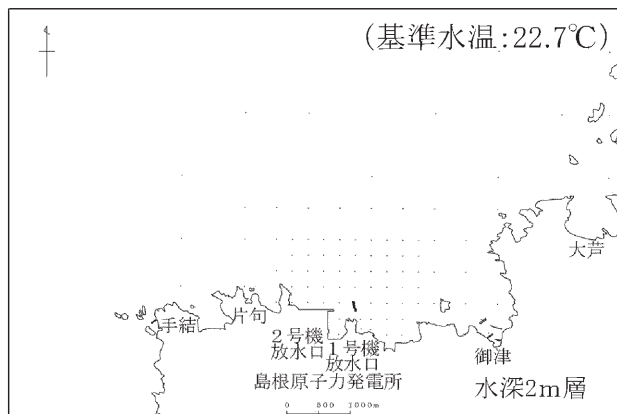 (基準水温:22.7℃)
大芦
手結
片句
2号機
放水口
1号機
放水口
御津
島根原子力発電所
水深2m層
0 500 1000m